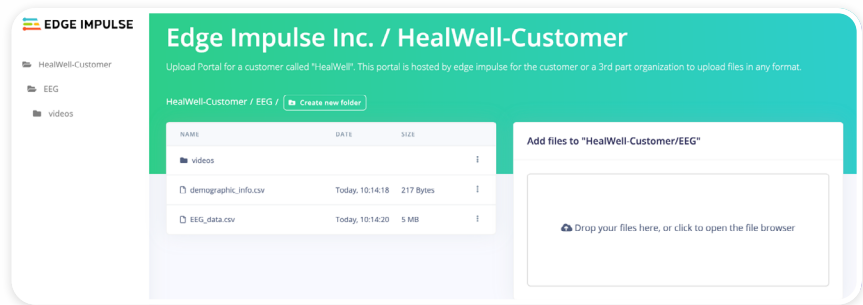 EDGE IMPULSE
HealWell-Customer
EEG
videos
Edge Impulse Inc. / HealWell-Customer
Upload Portal for a customer called "HealWell". This portal is hosted by edge impulse for the customer or a 3rd part organization to upload files in any format.
HealWell-Customer / EEG / Create new folder
NAME DATE SIZE
videos
demographic_info.csv Today, 10:14:18 217 Bytes
EEG_data.csv Today, 10:14:20 5 MB
Add files to "HealWell-Customer/EEG"
Drop your files here, or click to open the file browser